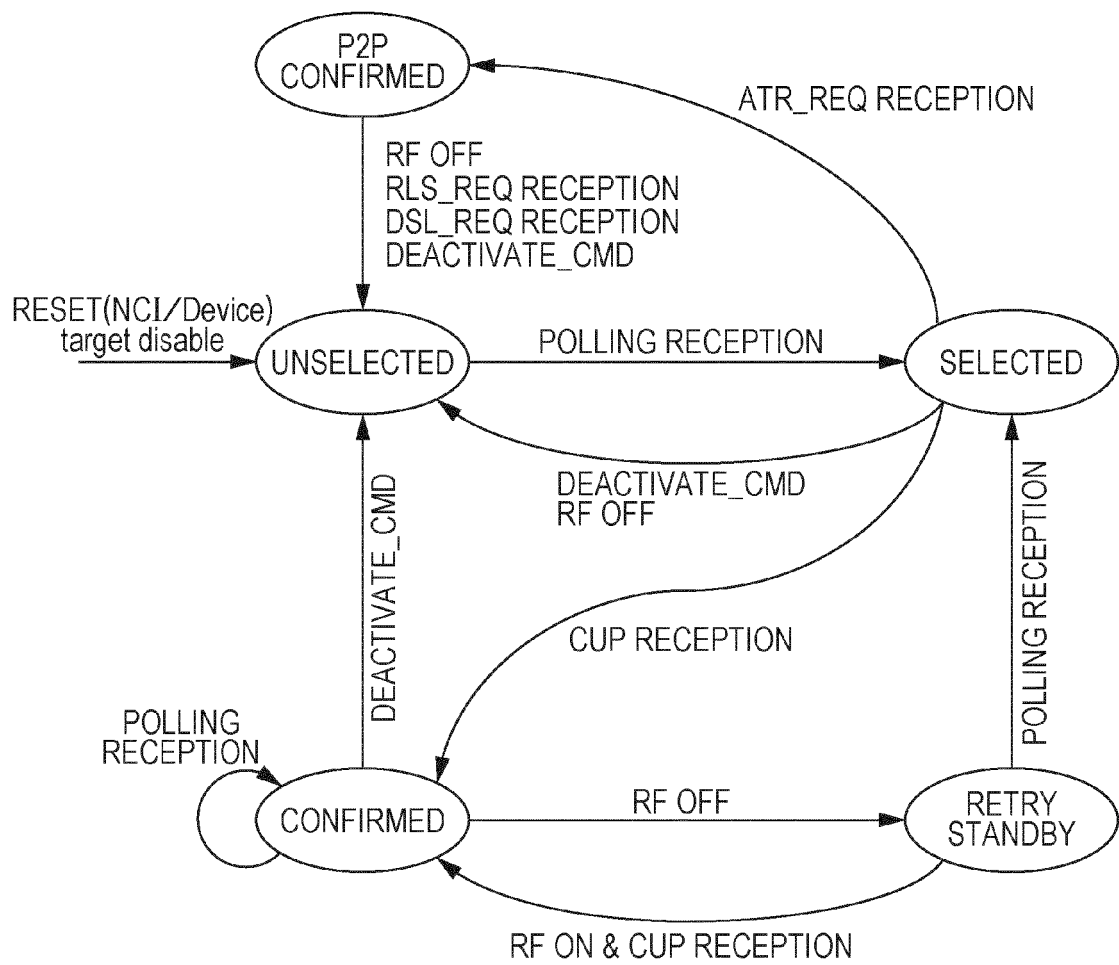 P2P
CONFIRMED
ATR_REQ RECEPTION
RF OFF
RLS_REQ RECEPTION
DSL_REQ RECEPTION
DEACTIVATE_CMD
RESET(NCI/Device)
target disable
UNSELECTED
POLLING RECEPTION
SELECTED
DEACTIVATE_CMD
RF OFF
DEACTIVATE_CMD
CUP RECEPTION
POLLING RECEPTION
POLLING
RECEPTION
CONFIRMED
RF OFF
RETRY
STANDBY
RF ON & CUP RECEPTION